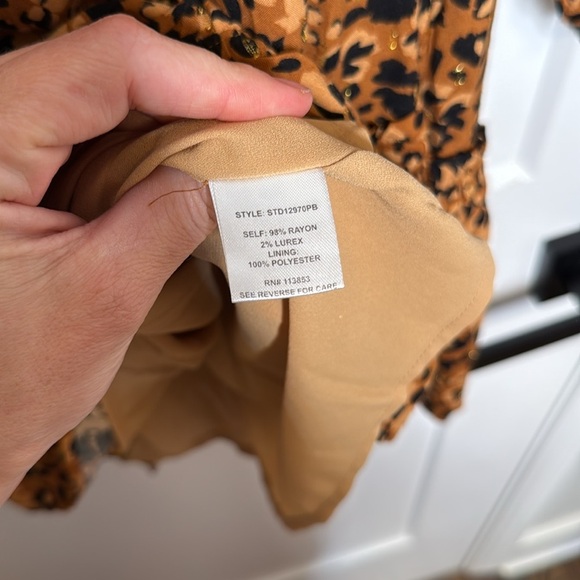 STYLE: STD12970PB
SELF: 98% RAYON
2% LUREX
LINING:
100% POLYESTER
RN# 113853
SEE REVERSE FOR CARE